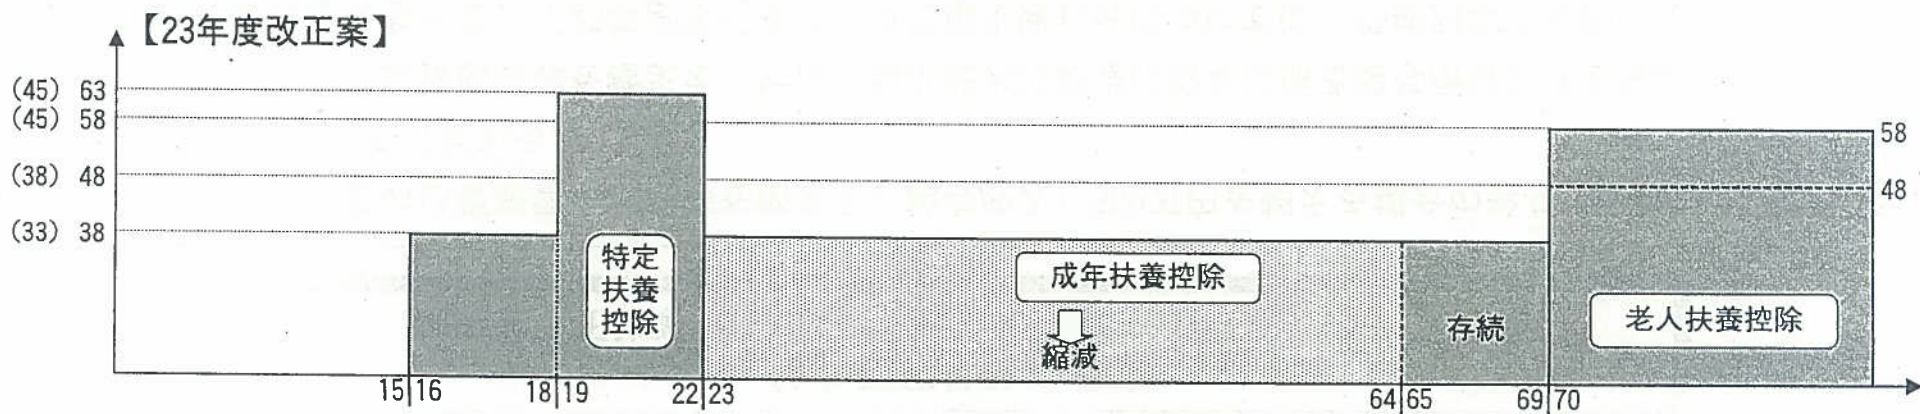 【23年度改正案】
(45) 63
(45) 58
(38) 48
(33) 38
58
48
特定
扶養
控除
成年扶養控除
縮減
存続
老人扶養控除
15 16 18 19 22 23 64 65 69 70